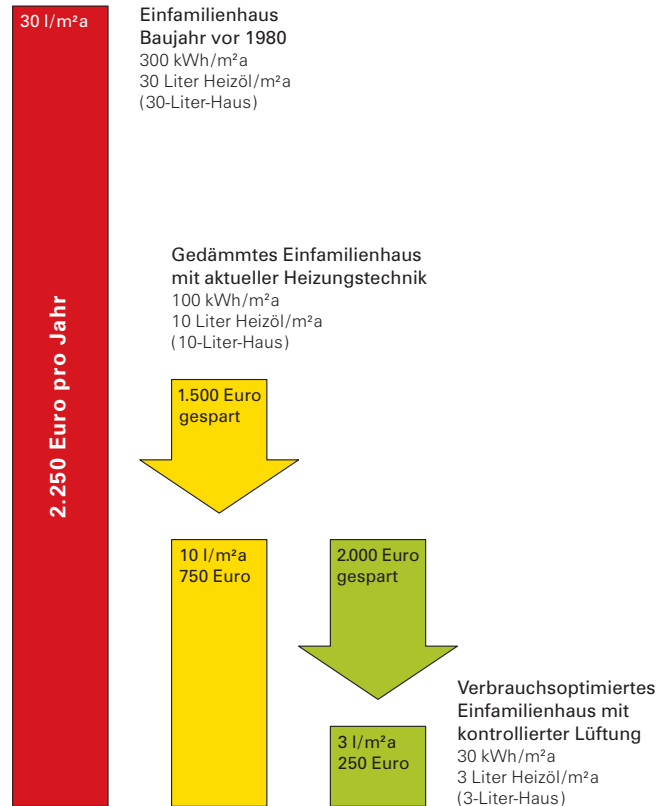 30 l/m²a
Einfamilienhaus
Baujahr vor 1980
300 kWh/m²a
30 Liter Heizöl/m²a
(30-Liter-Haus)
2.250 Euro pro Jahr
Gedämmtes Einfamilienhaus
mit aktueller Heizungstechnik
100 kWh/m²a
10 Liter Heizöl/m²a
(10-Liter-Haus)
1.500 Euro
gespart
10 l/m²a
750 Euro
2.000 Euro
gespart
3 l/m²a
250 Euro
Verbrauchsoptimiertes
Einfamilienhaus mit
kontrollierter Lüftung
30 kWh/m²a
3 Liter Heizöl/m²a
(3-Liter-Haus)